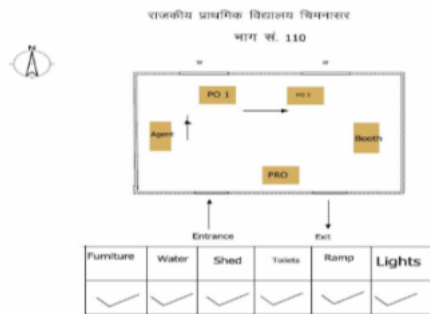 राजकीय प्राथमिक विद्यालय चिमनासर
भाग सं. 110
N
W W
PO 1 PO 2
Agent Booth
PRO
Entrance Exit
Furniture Water Shed Toilets Ramp Lights